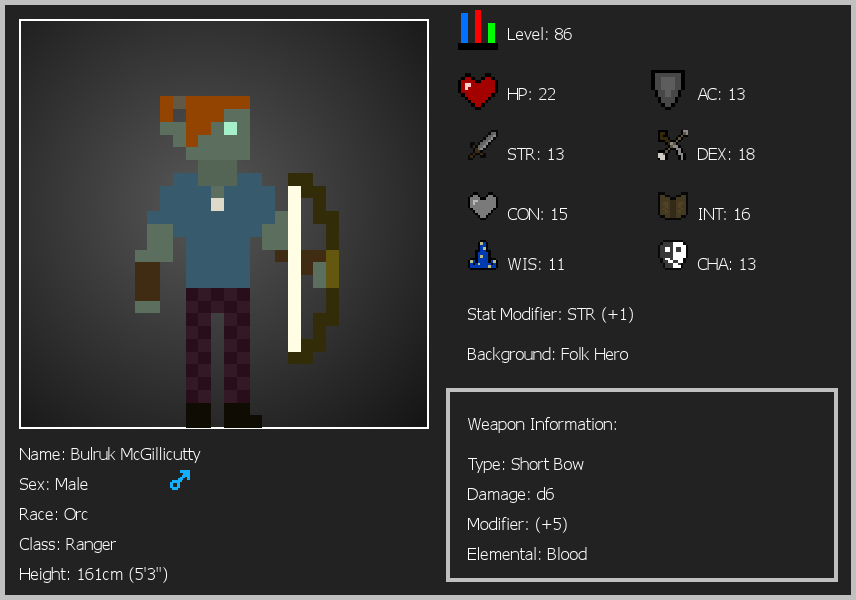 Level: 86
HP: 22
AC: 13
STR: 13
DEX: 18
CON: 15
INT: 16
WIS: 11
CHA: 13
Stat Modifier: STR (+1)
Background: Folk Hero
Weapon Information:
Type: Short Bow
Damage: d6
Modifier: (+5)
Elemental: Blood
Name: Bulruk McGillicutty
Sex: Male
Race: Orc
Class: Ranger
Height: 161cm (5'3")